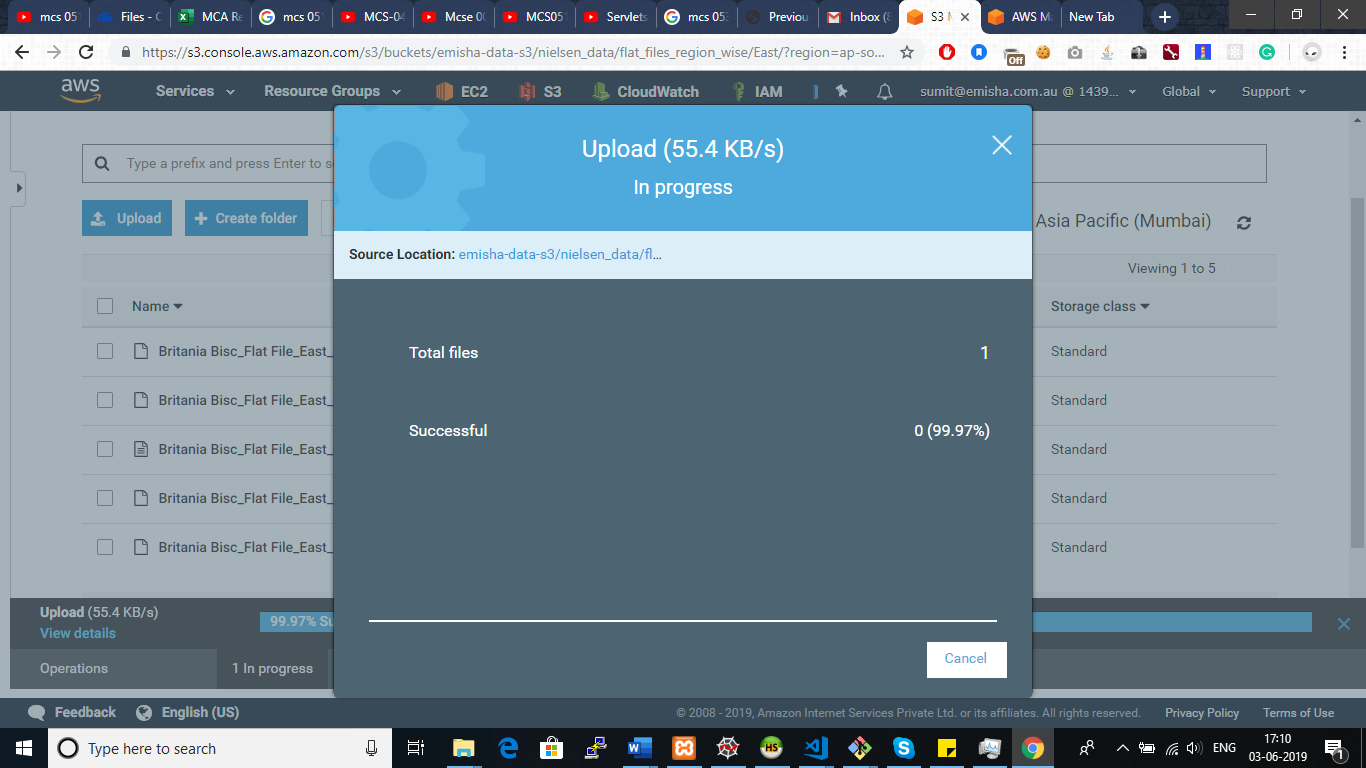 mcs 051
Files - C
MCA Re
mcs 051
MCS-04
Mcse 00
MCS051
Servlets
mcs 053
Previou
Inbox (8
S3 M
AWS Ma
New Tab
https://s3.console.aws.amazon.com/s3/buckets/emisha-data-s3/nielsen_data/flat_files_region_wise/East/?region=ap-so...
Off
aws
Services
Resource Groups
EC2
S3
CloudWatch
IAM
sumit@emisha.com.au @ 1439...
Global
Support
Upload (55.4 KB/s)
In progress
Type a prefix and press Enter to se
Upload
Create folder
Asia Pacific (Mumbai)
Source Location: emisha-data-s3/nielsen_data/fl...
Viewing 1 to 5
Name
Storage class
Britania Bisc_Flat File_East_
Standard
Total files
1
Britania Bisc_Flat File_East_
Standard
Successful
0 (99.97%)
Britania Bisc_Flat File_East_
Standard
Britania Bisc_Flat File_East_
Standard
Britania Bisc_Flat File_East_
Standard
Upload (55.4 KB/s)
99.97% Su
View details
Cancel
Operations
1 In progress
Feedback
English (US)
© 2008 - 2019, Amazon Internet Services Private Ltd. or its affiliates. All rights reserved.
Privacy Policy
Terms of Use
Type here to search
HS
ENG
17:10
03-06-2019
1